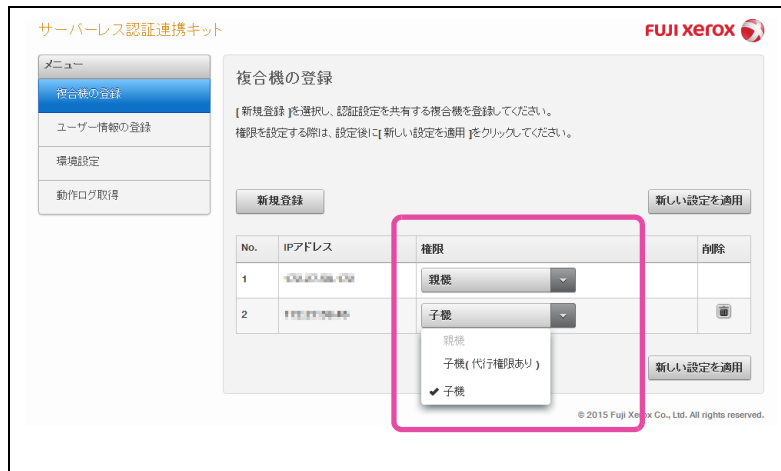 サーバーレス認証連携キット
FUJI XEROX
メニュー
複合機の登録
ユーザー情報の登録
環境設定
動作ログ取得
複合機の登録
[ 新規登録 ]を選択し、認証設定を共有する複合機を登録してください。
権限を設定する際は、設定後に[ 新しい設定を適用 ]をクリックしてください。
新規登録
新しい設定を適用
No. IPアドレス 権限 削除
1 親機
2 子機
親機
子機( 代行権限あり )
✔ 子機
新しい設定を適用
© 2015 Fuji Xerox Co., Ltd. All rights reserved.